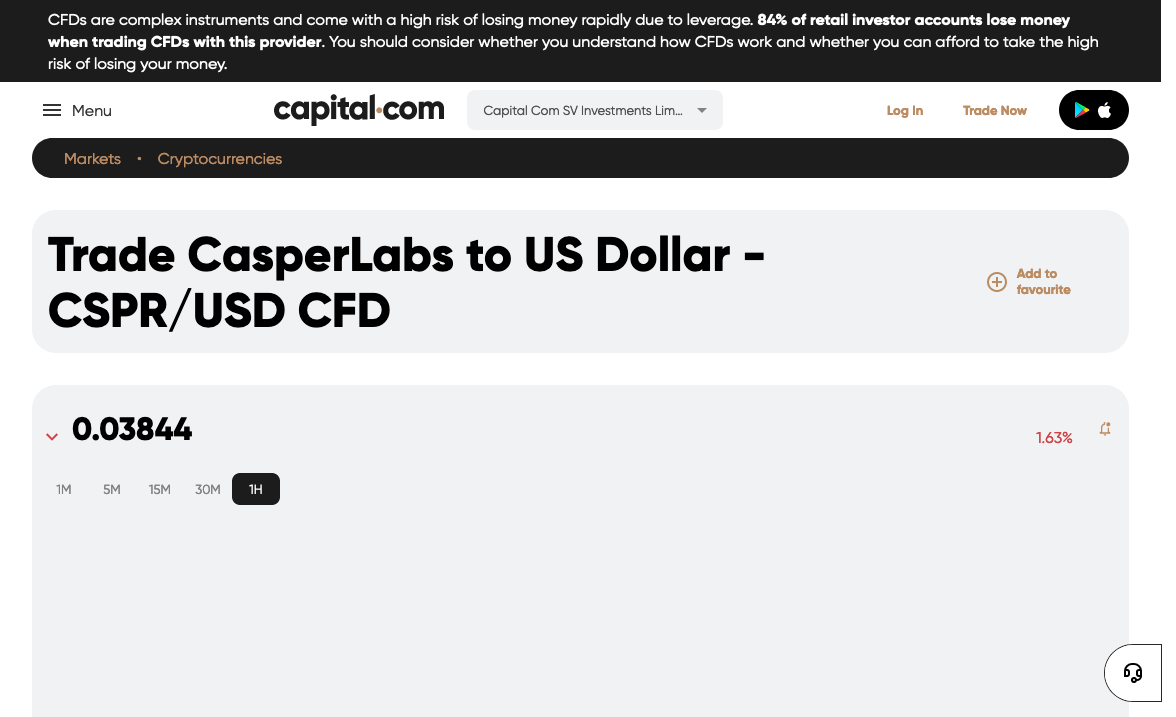 CFDs are complex instruments and come with a high risk of losing money rapidly due to leverage. 84% of retail investor accounts lose money
when trading CFDs with this provider. You should consider whether you understand how CFDs work and whether you can afford to take the high
risk of losing your money.
Menu
capital.com
Capital Com SV Investments Lim...
Log In
Trade Now
Markets • Cryptocurrencies
Trade CasperLabs to US Dollar -
CSPR/USD CFD
Add to
favourite
0.03844
1.63%
1M 5M 15M 30M 1H